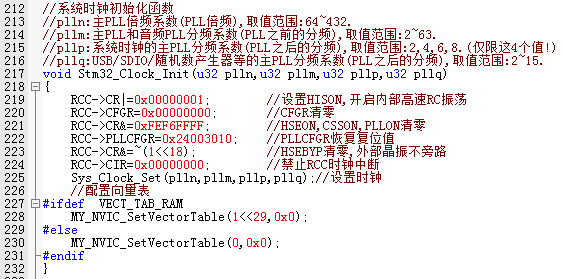 212 //系统时钟初始化函数
213 //plln:主PLL倍频系数(PLL倍频),取值范围:64~432.
214 //pllm:主PLL和音频PLL分频系数(PLL之前的分频),取值范围:2~63.
215 //pllp:系统时钟的主PLL分频系数(PLL之后的分频),取值范围:2,4,6,8.(仅限这4个值!)
216 //pllq:USB/SDIO/随机数产生器等的主PLL分频系数(PLL之后的分频),取值范围:2~15.
217 void Stm32_Clock_Init(u32 plln,u32 pllm,u32 pllp,u32 pllq)
218 {
219 RCC->CR|=0x00000001; //设置HISON,开启内部高速RC振荡
220 RCC->CFGR=0x00000000; //CFGR清零
221 RCC->CR&=0xFEF6FFFF; //HSEON,CSSON,PLLON清零
222 RCC->PLLCFGR=0x24003010; //PLLCFGR恢复复位值
223 RCC->CR&=~(1<<18); //HSEBYP清零,外部晶振不旁路
224 RCC->CIR=0x00000000; //禁止RCC时钟中断
225 Sys_Clock_Set(plln,pllm,pllp,pllq);//设置时钟
226 //配置向量表
227 #ifdef VECT_TAB_RAM
228 MY_NVIC_SetVectorTable(1<<29,0x0);
229 #else
230 MY_NVIC_SetVectorTable(0,0x0);
231 #endif
232 }